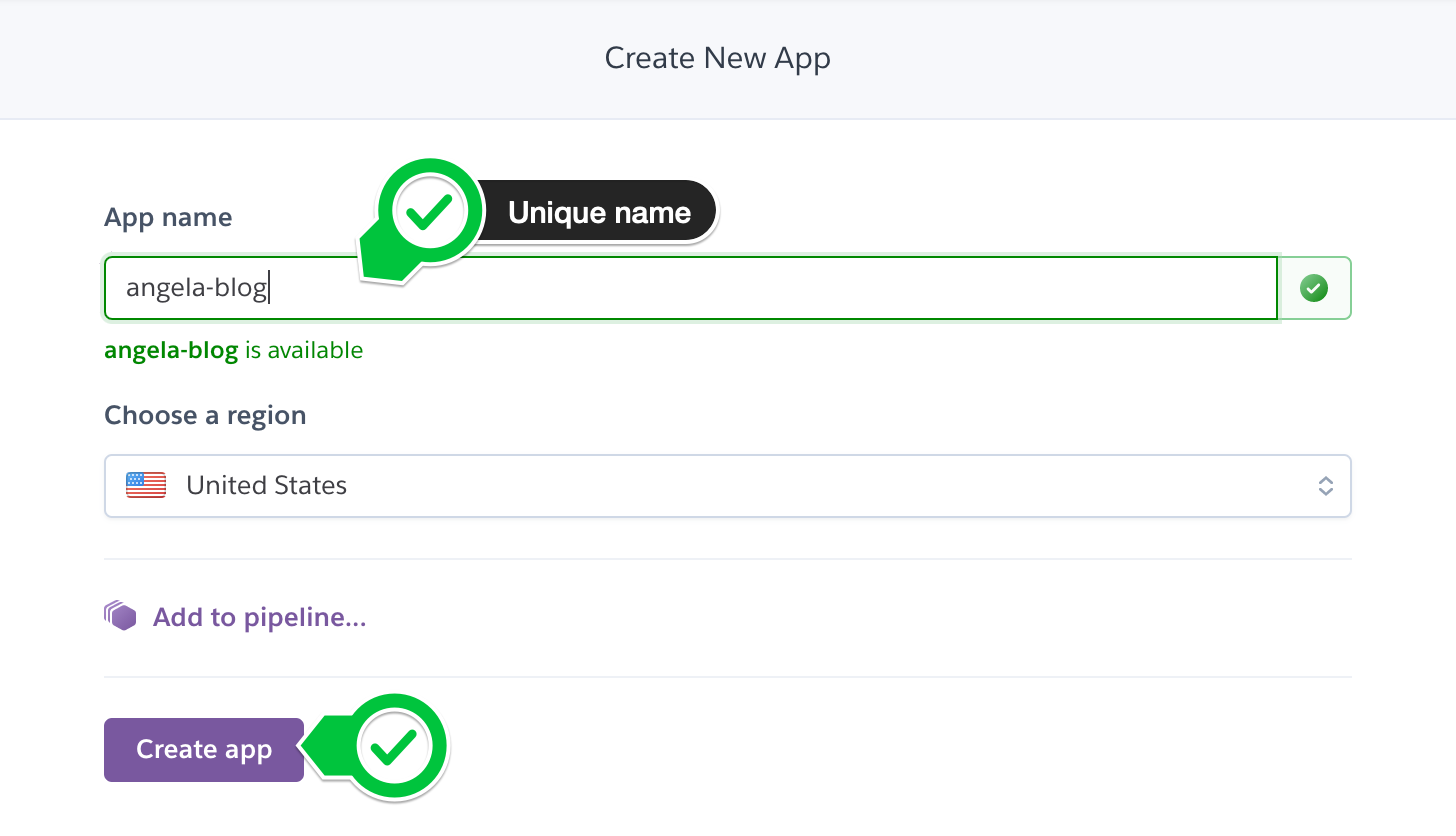 Create New App
App name
Unique name
angela-blog
angela-blog is available
Choose a region
United States
Add to pipeline...
Create app